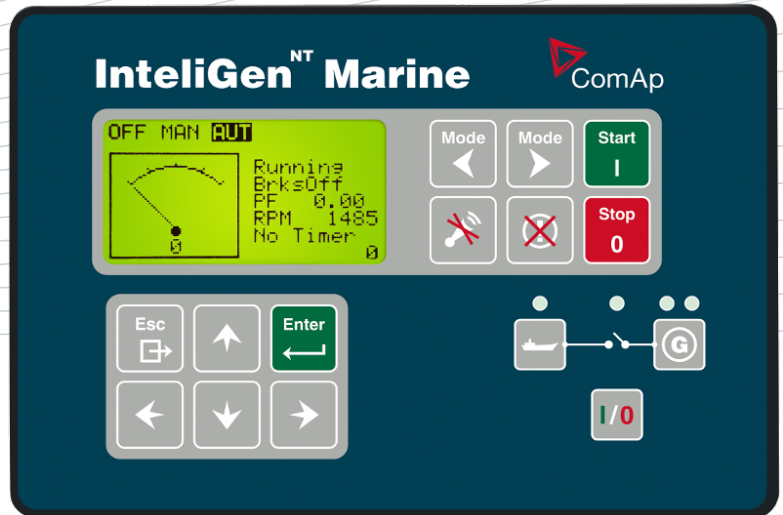 InteliGen NT Marine
ComAp
OFF MAN AUT
Running
BrksOff
PF 0.00
RPM 1485
No Timer
0
0
Mode
Mode
Start
I
Stop
0
Esc
Enter
G
I/0